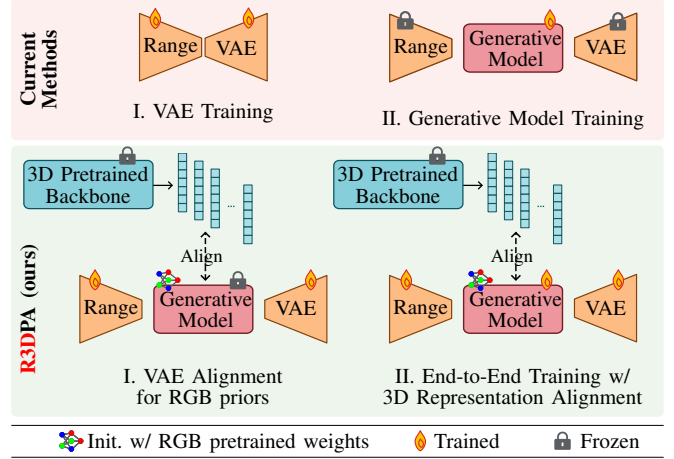 Current
Methods
Range
VAE
I. VAE Training
Range
Generative
Model
VAE
II. Generative Model Training
R3DPA (ours)
3D Pretrained
Backbone
...
Align
Range
Generative
Model
VAE
I. VAE Alignment
for RGB priors
3D Pretrained
Backbone
...
Align
Range
Generative
Model
VAE
II. End-to-End Training w/
3D Representation Alignment
Init. w/ RGB pretrained weights
Trained
Frozen